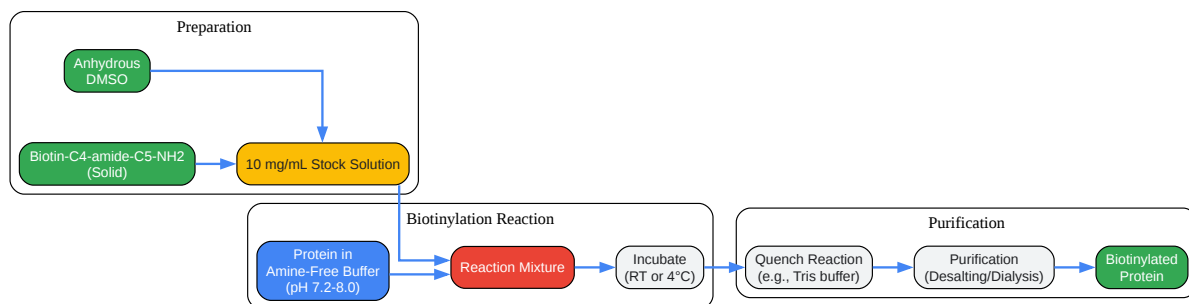 Preparation
Anhydrous
DMSO
Biotin-C4-amide-C5-NH2
(Solid)
10 mg/mL Stock Solution
Biotinylation Reaction
Protein in
Amine-Free Buffer
(pH 7.2-8.0)
Reaction Mixture
Incubate
(RT or 4°C)
Purification
Quench Reaction
(e.g., Tris buffer)
Purification
(Desalting/Dialysis)
Biotinylated
Protein